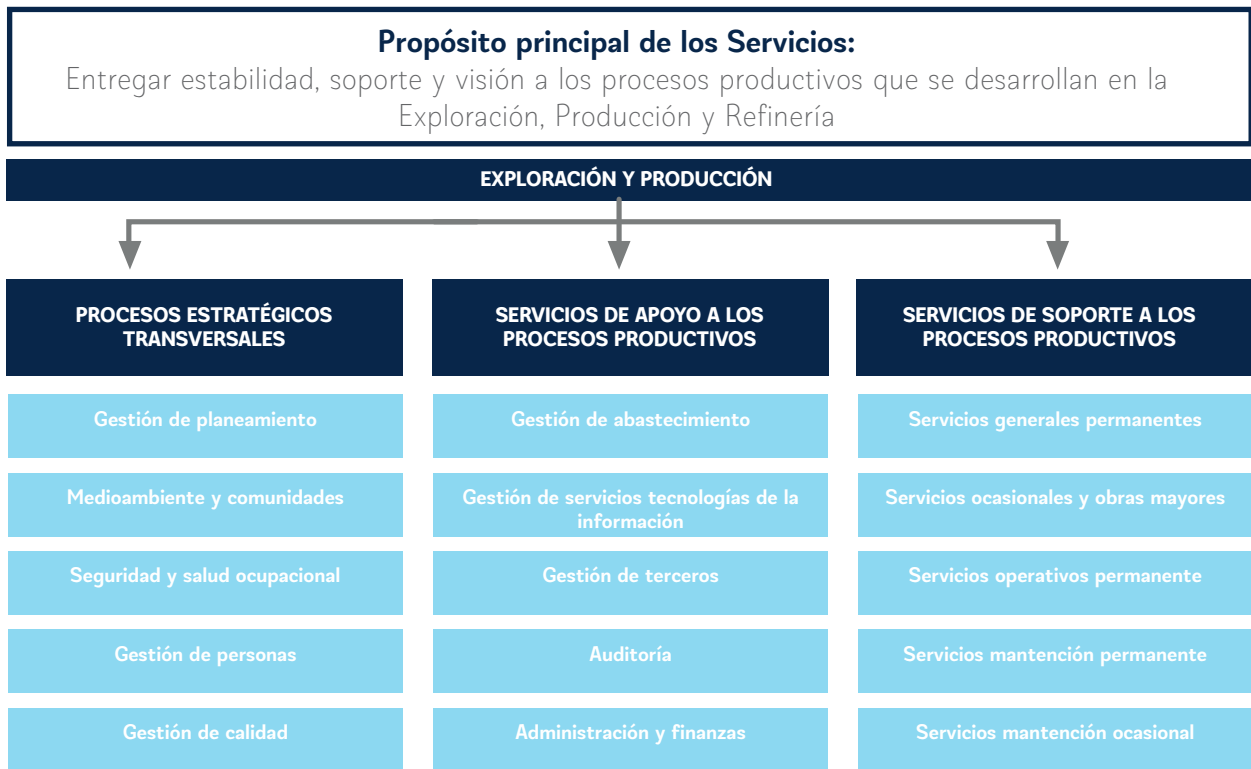 Propósito principal de los Servicios:
Entregar estabilidad, soporte y visión a los procesos productivos que se desarrollan en la
Exploración, Producción y Refinería
EXPLORACIÓN Y PRODUCCIÓN
PROCESOS ESTRATÉGICOS
TRANSVERSALES
Gestión de planeamiento
Medioambiente y comunidades
Seguridad y salud ocupacional
Gestión de personas
Gestión de calidad
SERVICIOS DE APOYO A LOS
PROCESOS PRODUCTIVOS
Gestión de abastecimiento
Gestión de servicios tecnologías de la
información
Gestión de terceros
Auditoría
Administración y finanzas
SERVICIOS DE SOPORTE A LOS
PROCESOS PRODUCTIVOS
Servicios generales permanentes
Servicios ocasionales y obras mayores
Servicios operativos permanente
Servicios mantención permanente
Servicios mantención ocasional